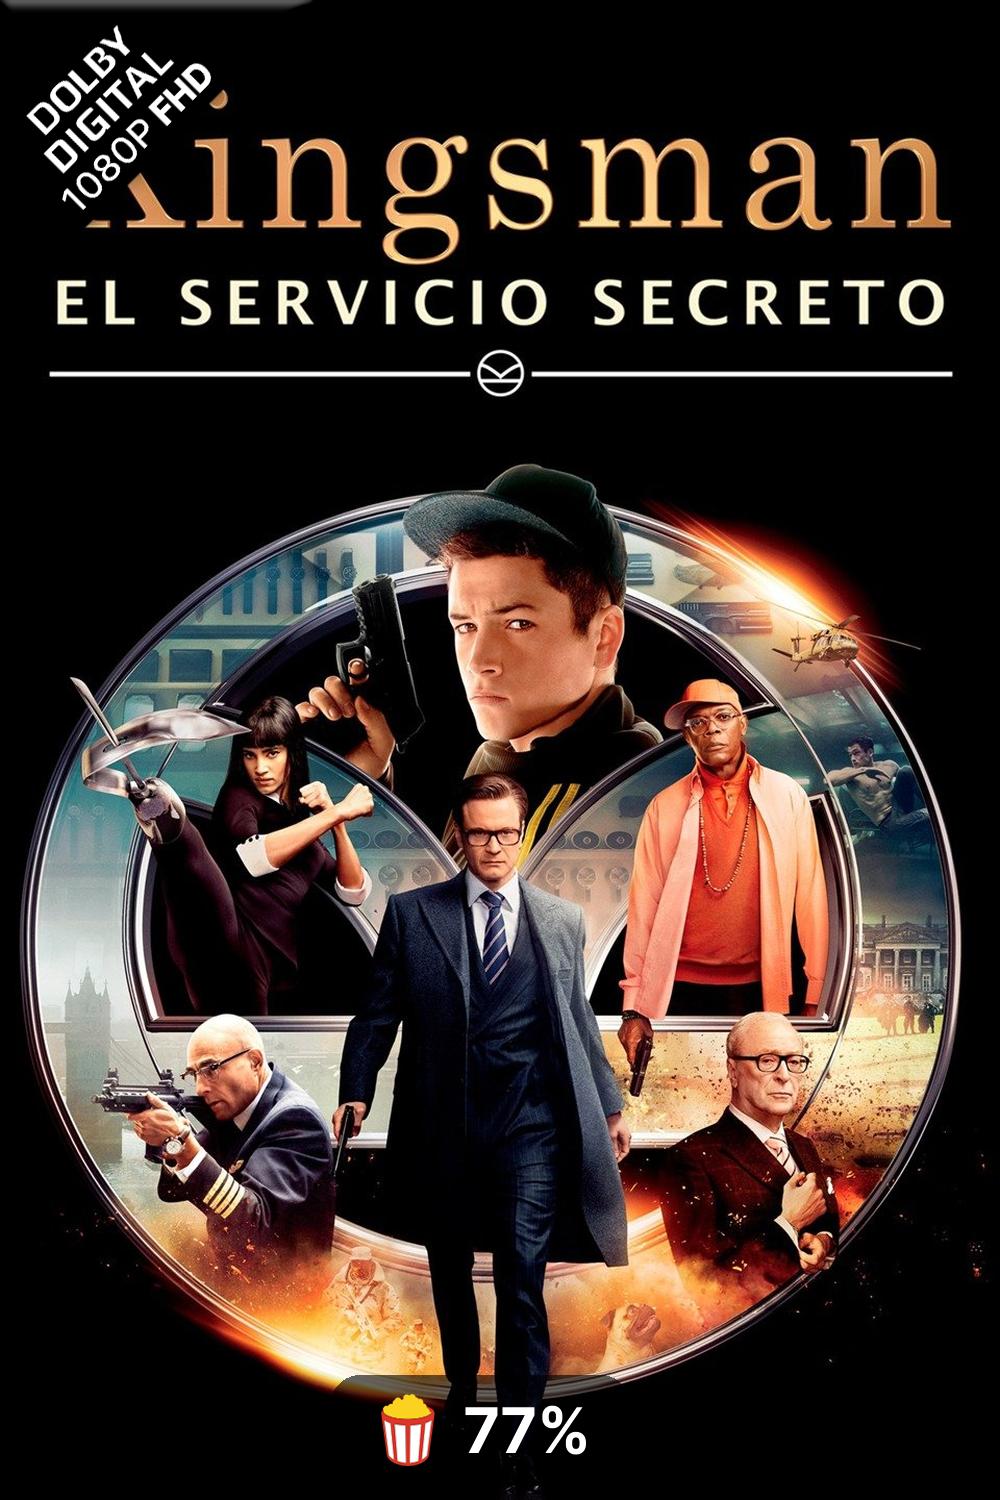 DOLBY
DIGITAL
1080P FHD
Kingsman
EL SERVICIO SECRETO
77%